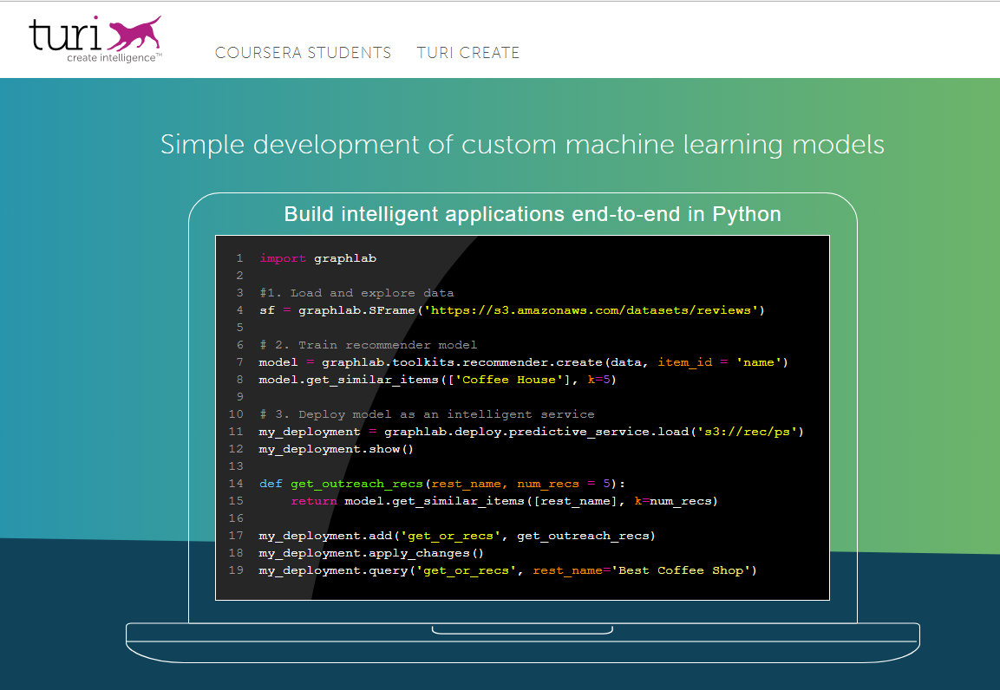 turi
create intelligence™
COURSERA STUDENTS TURI CREATE
Simple development of custom machine learning models
Build intelligent applications end-to-end in Python
1 import graphlab
2
3 #1. Load and explore data
4 sf = graphlab.SFrame('https://s3.amazonaws.com/datasets/reviews')
5
6 # 2. Train recommender model
7 model = graphlab.toolkits.recommender.create(data, item_id = 'name')
8 model.get_similar_items(['Coffee House'], k=5)
9
10 # 3. Deploy model as an intelligent service
11 my_deployment = graphlab.deploy.predictive_service.load('s3://rec/ps')
12 my_deployment.show()
13
14 def get_outreach_recs(rest_name, num_recs = 5):
15     return model.get_similar_items([rest_name], k=num_recs)
16
17 my_deployment.add('get_or_recs', get_outreach_recs)
18 my_deployment.apply_changes()
19 my_deployment.query('get_or_recs', rest_name='Best Coffee Shop')